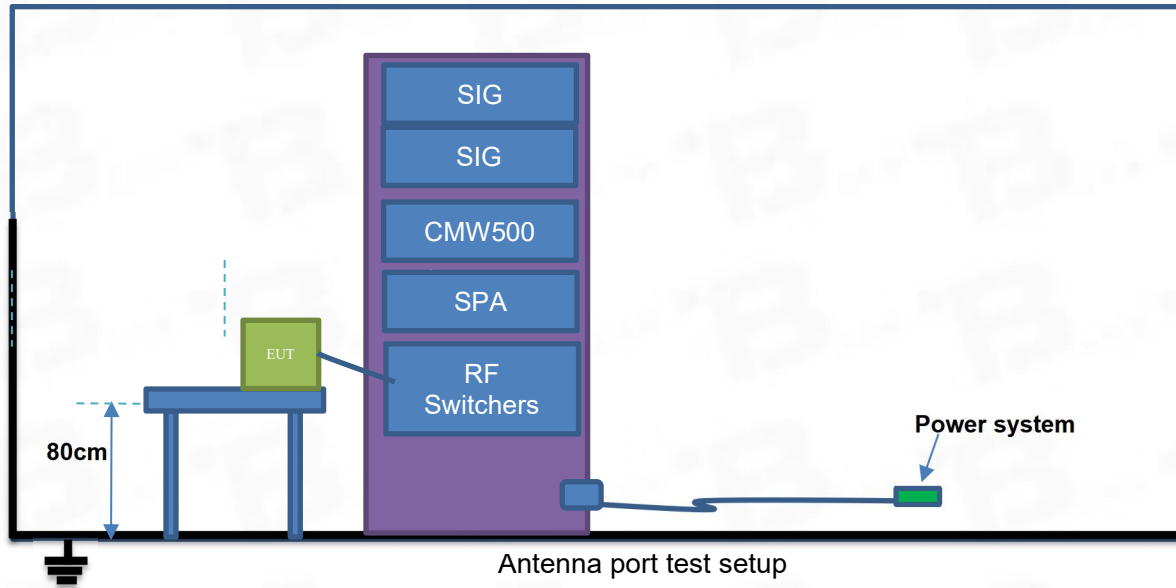 SIG
SIG
CMW500
SPA
EUT
RF
Switchers
80cm
Power system
Antenna port test setup